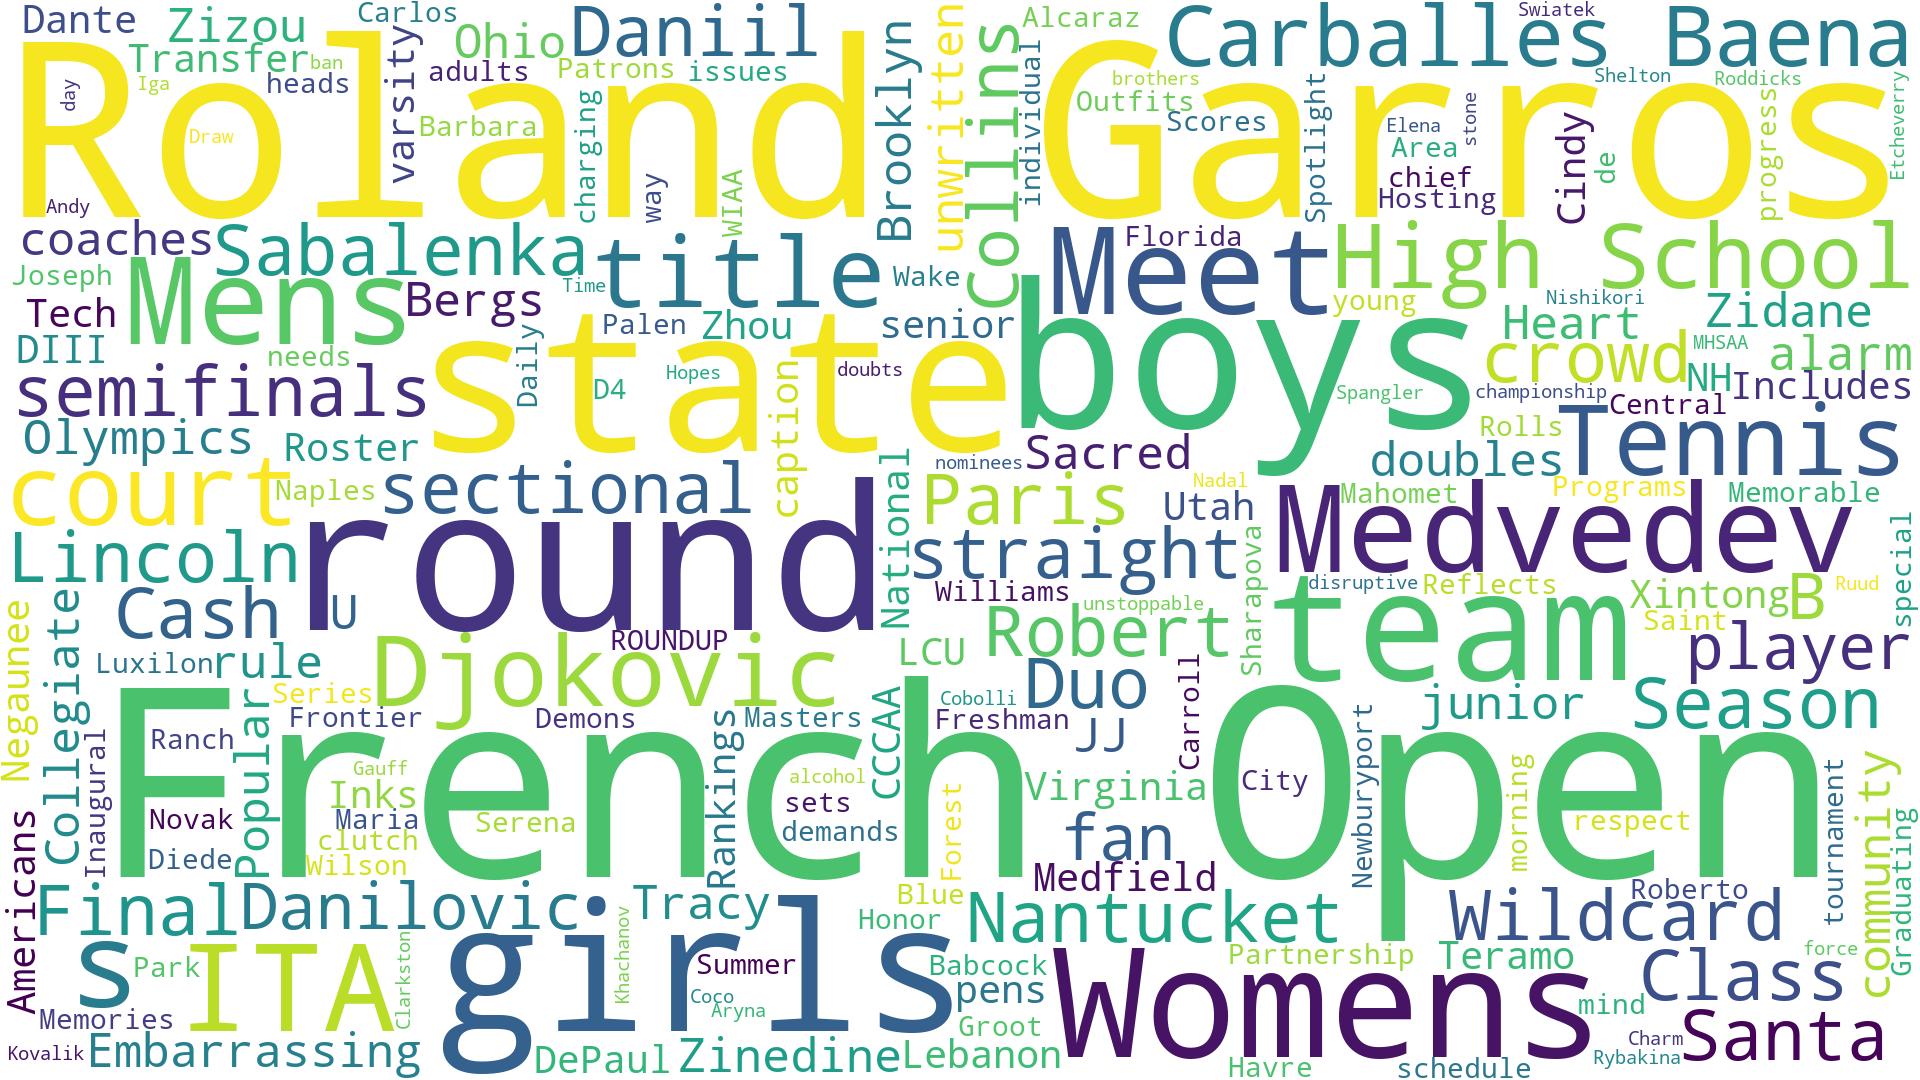 Dante
Zizou
Carlos
Ohio
Daniil
Alcaraz
Carballes Baena
Swiatek
Transfer
ban
varsity
adults
Patrons
issues
Brooklyn
unwritten
Collins
individual
brothers
Outfits
Scores
Spotlight
Shelton
Roddicks
Etcheverry
day
Iga
heads
Roland Garros
Draw
Barbara
charging
way
WIAA
Elena
Area
stone
chief
Hosting
Cindy
de
progress
Andy
coaches
Sabalenka
title
Meet
Florida
High School
Joseph
Mens
Bergs
Time
Wake
young
Nishikori
Zidane
Tech
Palen
Zhou
senior
boys
Heart
DIII
needs
state
Daily
D4
Hopes
doubts
caption
Spangler
crowd
MHSAA
alarm
semifinals
championship
NH
Includes
Central
Olympics
Roster
Rolls
Tennis
court
Naples
sectional
National
nominees
Sacred
doubles
Paris
Nadal
Utah
Mahomet
Programs
Memorable
Medvedev
Lincoln
round
straight
Sharapova
special
Cash
U
Williams
disruptive
Reflects
Xintong
B
Ruud
Negaunee
Collegiate
ROUNDUP
unstoppable
Robert
team
Saint
player
Luxilon
rule
Djokovic
LCU
Duo
Carroll
junior
Season
Series
Popular
Frontier
Demons
Rankings
Masters
CCCAA
Cobolli
Freshman
JJ
Newburyport
Inaugural
Ranch
French Open
Gauff
Inks
alcohol
sets
Virginia
City
morning
tournament
community
Americans
Novak
Maria
clutch
Serena
demands
Forest
fan
respect
Graduating
Diede
Wilson
Medfield
Final
Danilovic
Tracy
Blue
Honor
Nantucket
Wildcard
Roberto
s
Park
ITA
Clarkston
girls
Khachanov
Summer
Babcock
Partnership
Teramo
force
Class
Coco
Aryna
pens
Womens
mind
Memories
Groot
Santa
Kovalik
Embarrassing
DePaul
Zinedine
Lebanon
Havre
schedule
Charm
Rybakina